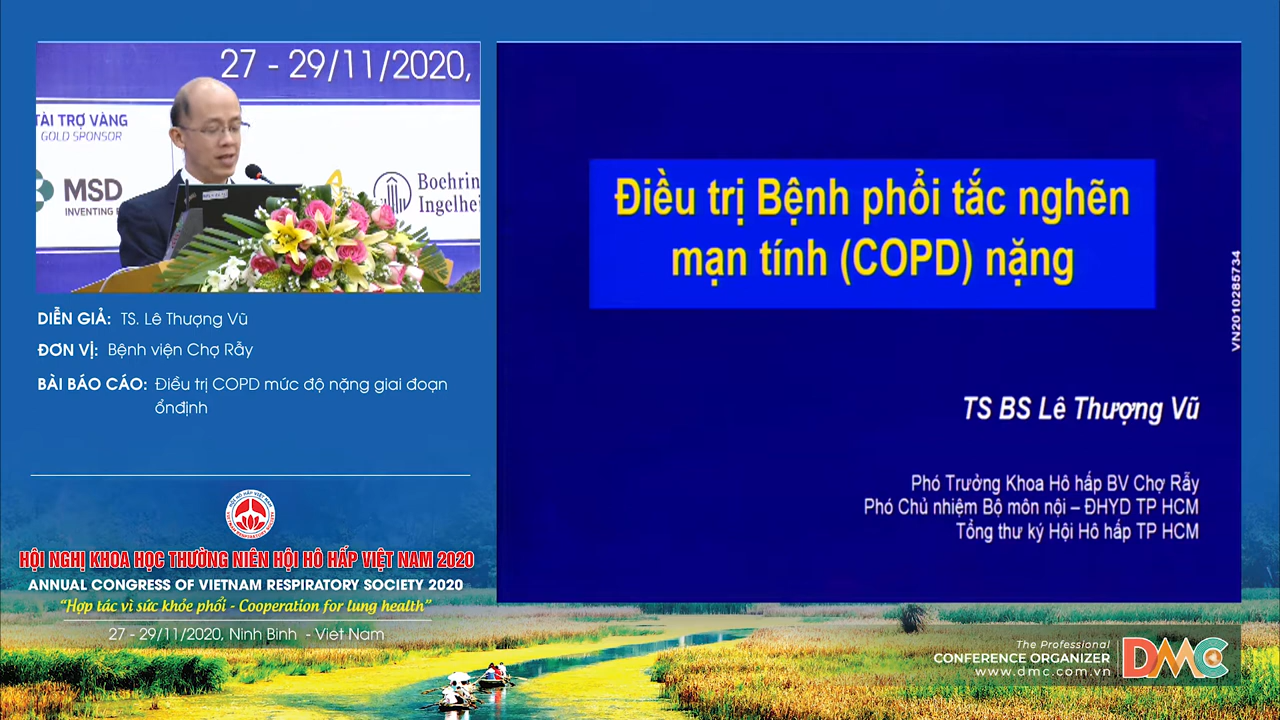 27 - 29/11/2020,
TÀI TRỢ VÀNG
GOLD SPONSOR
MSD
INVENTING
Boehrin
Ingelhei
DIỄN GIẢ: TS. Lê Thượng Vũ
ĐƠN VỊ: Bệnh viện Chợ Rẫy
BÀI BÁO CÁO: Điều trị COPD mức độ nặng giai đoạn
ổnđịnh
HỘI NGHỊ KHOA HỌC THƯỜNG NIÊN HỘI HÔ HẤP VIỆT NAM 2020
ANNUAL CONGRESS OF VIETNAM RESPIRATORY SOCIETY 2020
“Hợp tác vì sức khỏe phổi - Cooperation for lung health”
27 - 29/11/2020, Ninh Binh - Viet Nam
Điều trị Bệnh phổi tắc nghẽn
mạn tính (COPD) nặng
VN2010285734
TS BS Lê Thượng Vũ
Phó Trưởng Khoa Hô hấp BV Chợ Rẫy
Phó Chủ nhiệm Bộ môn nội – ĐHYD TP HCM
Tổng thư ký Hội Hô hấp TP HCM
The Professional
CONFERENCE ORGANIZER
www.dmc.com.vn
DMC